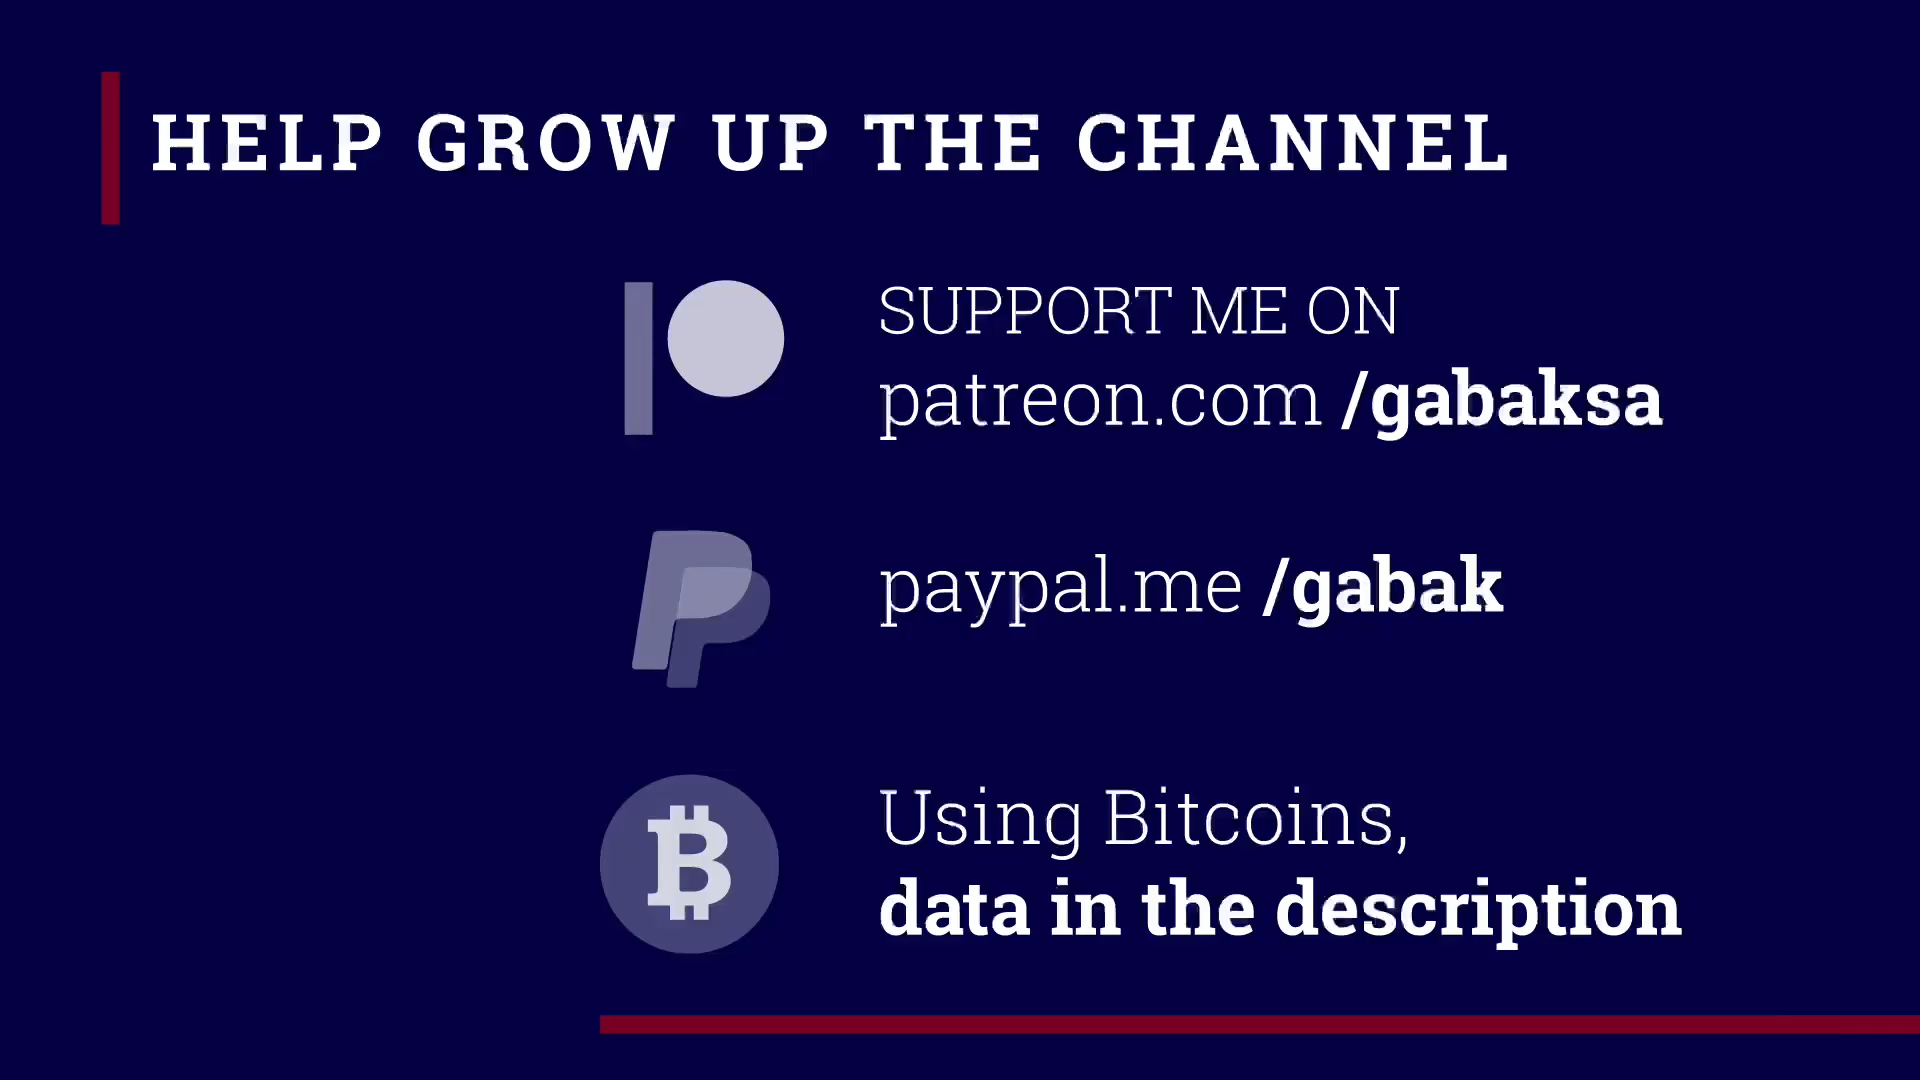 HELP GROW UP THE CHANNEL
SUPPORT ME ON
patreon.com /gabaksa
paypal.me /gabak
Using Bitcoins,
data in the description